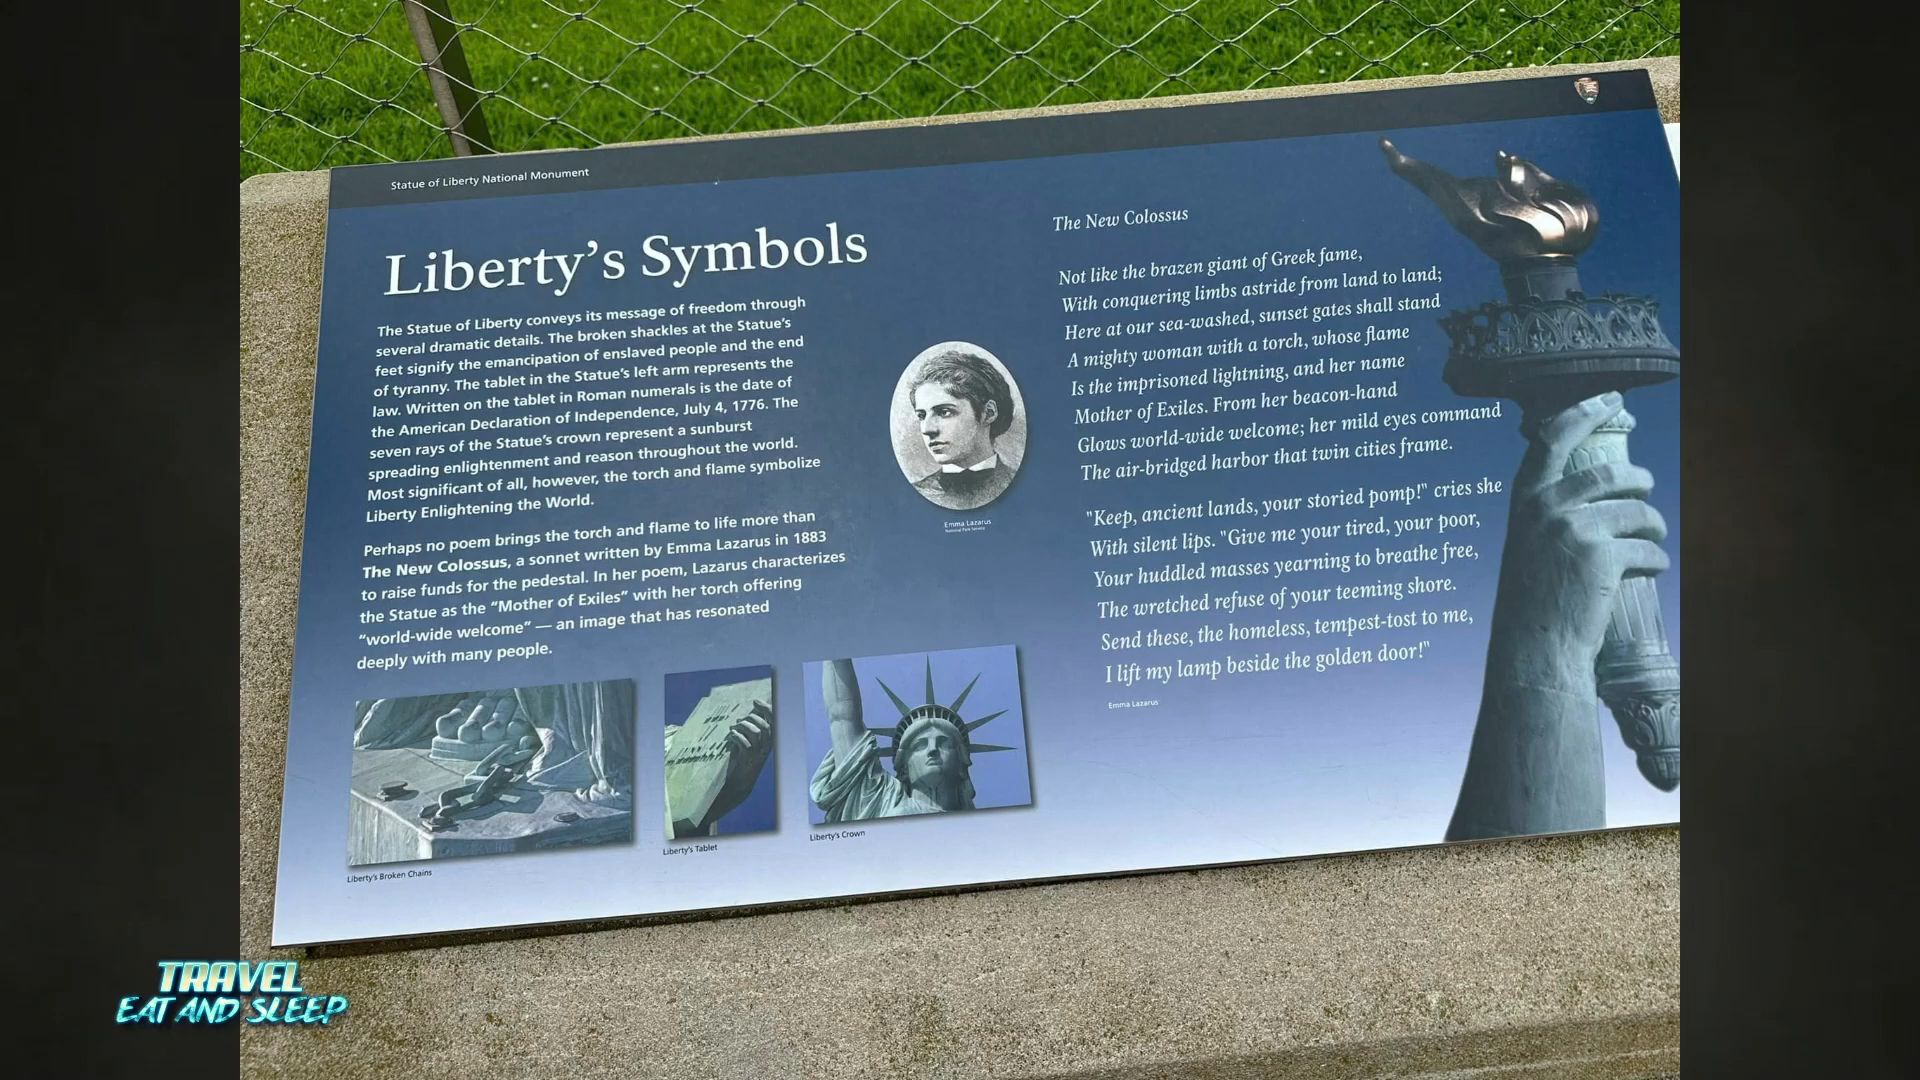 Statue of Liberty National Monument
Liberty's Symbols
The Statue of Liberty conveys its message of freedom through
several dramatic details. The broken shackles at the Statue's
feet signify the emancipation of enslaved people and the end
of tyranny. The tablet in the Statue's left arm represents the
law. Written on the tablet in Roman numerals is the date of
the American Declaration of Independence, July 4, 1776. The
seven rays of the Statue's crown represent a sunburst
spreading enlightenment and reason throughout the world.
Most significant of all, however, the torch and flame symbolize
Liberty Enlightening the World.
Perhaps no poem brings the torch and flame to life more than
The New Colossus, a sonnet written by Emma Lazarus in 1883
to raise funds for the pedestal. In her poem, Lazarus characterizes
the Statue as the “Mother of Exiles” with her torch offering
“world-wide welcome” — an image that has resonated
deeply with many people.
Liberty's Broken Chains
Liberty's Tablet
Liberty's Crown
Emma Lazarus
National Park Service
The New Colossus
Not like the brazen giant of Greek fame,
With conquering limbs astride from land to land;
Here at our sea-washed, sunset gates shall stand
A mighty woman with a torch, whose flame
Is the imprisoned lightning, and her name
Mother of Exiles. From her beacon-hand
Glows world-wide welcome; her mild eyes command
The air-bridged harbor that twin cities frame.
"Keep, ancient lands, your storied pomp!" cries she
With silent lips. "Give me your tired, your poor,
Your huddled masses yearning to breathe free,
The wretched refuse of your teeming shore.
Send these, the homeless, tempest-tost to me,
I lift my lamp beside the golden door!"
Emma Lazarus
TRAVEL
EAT AND SLEEP